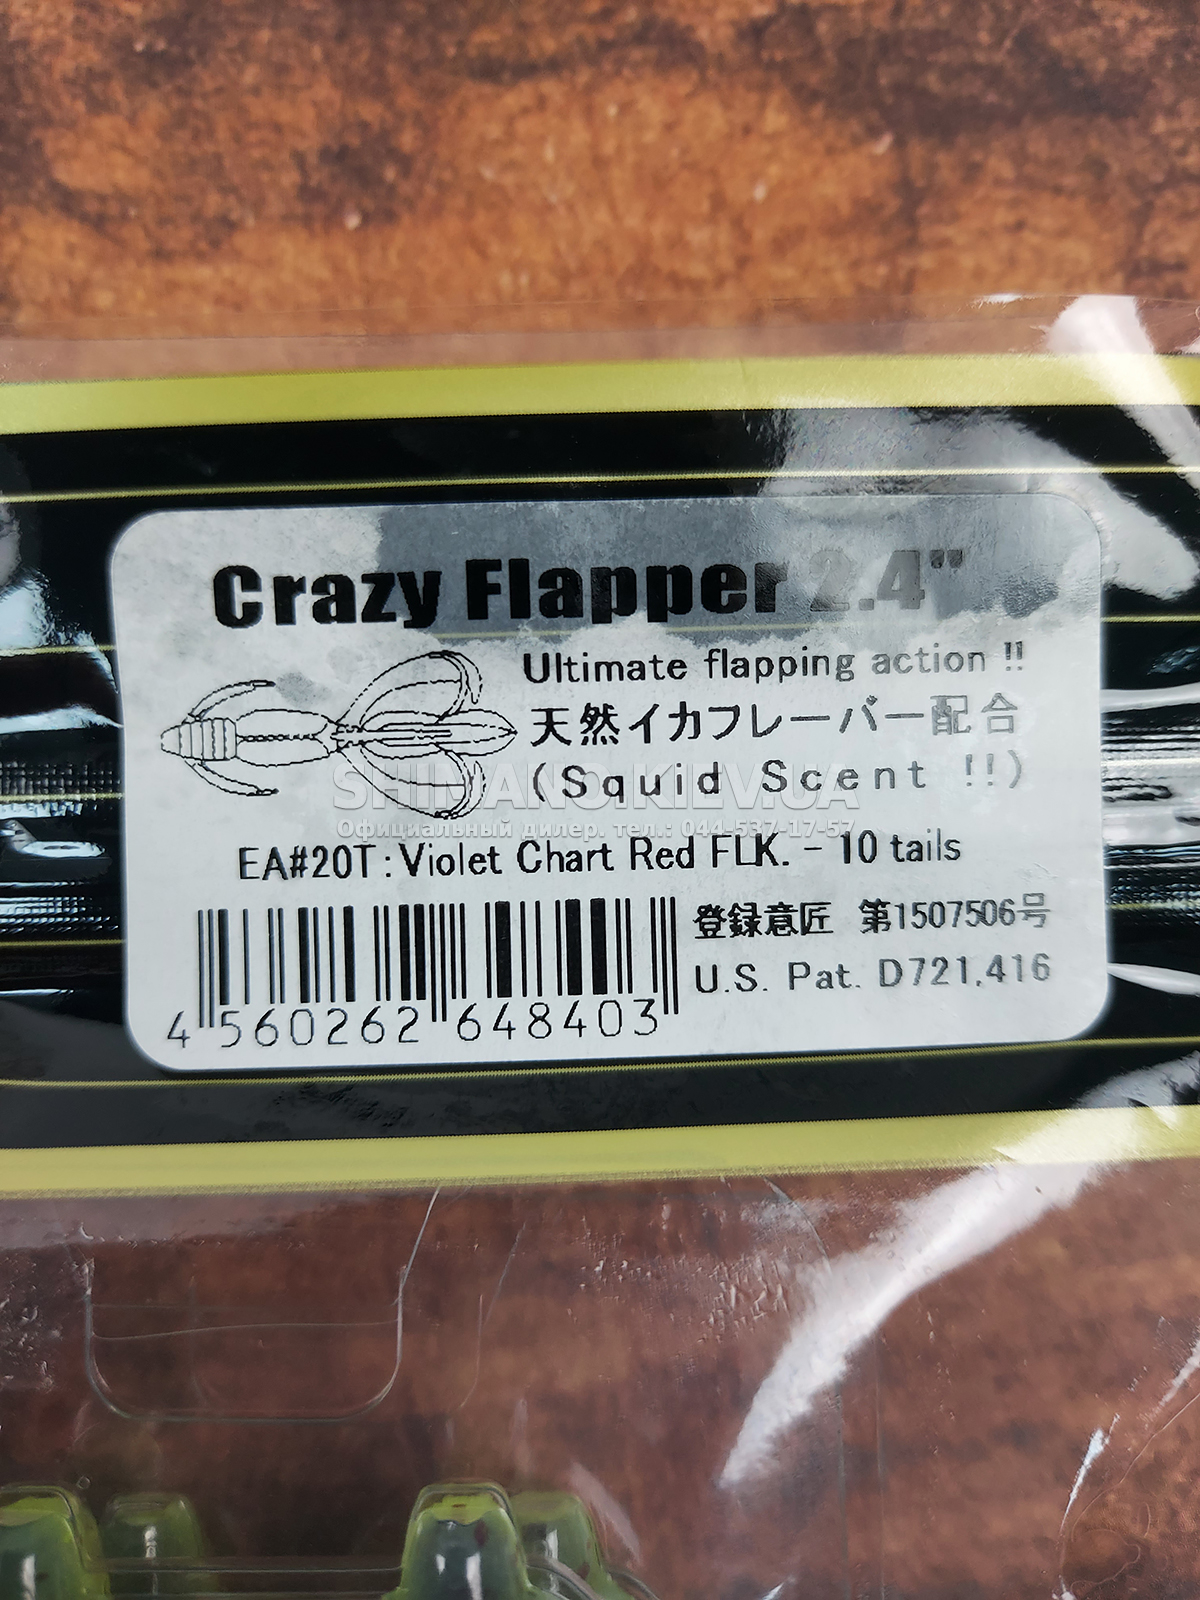 Crazy Flapper 2.4"
Ultimate flapping action !!
天然イカフレーバー配合
(Squid Scent !!)
SHIMANO.KIEV.UA
Официальный дилер. тел.: 044-537-17-57
EA#20T : Violet Chart Red FLK. - 10 tails
登録意匠 第1507506号
U.S. Pat. D721,416
4 560262 648403